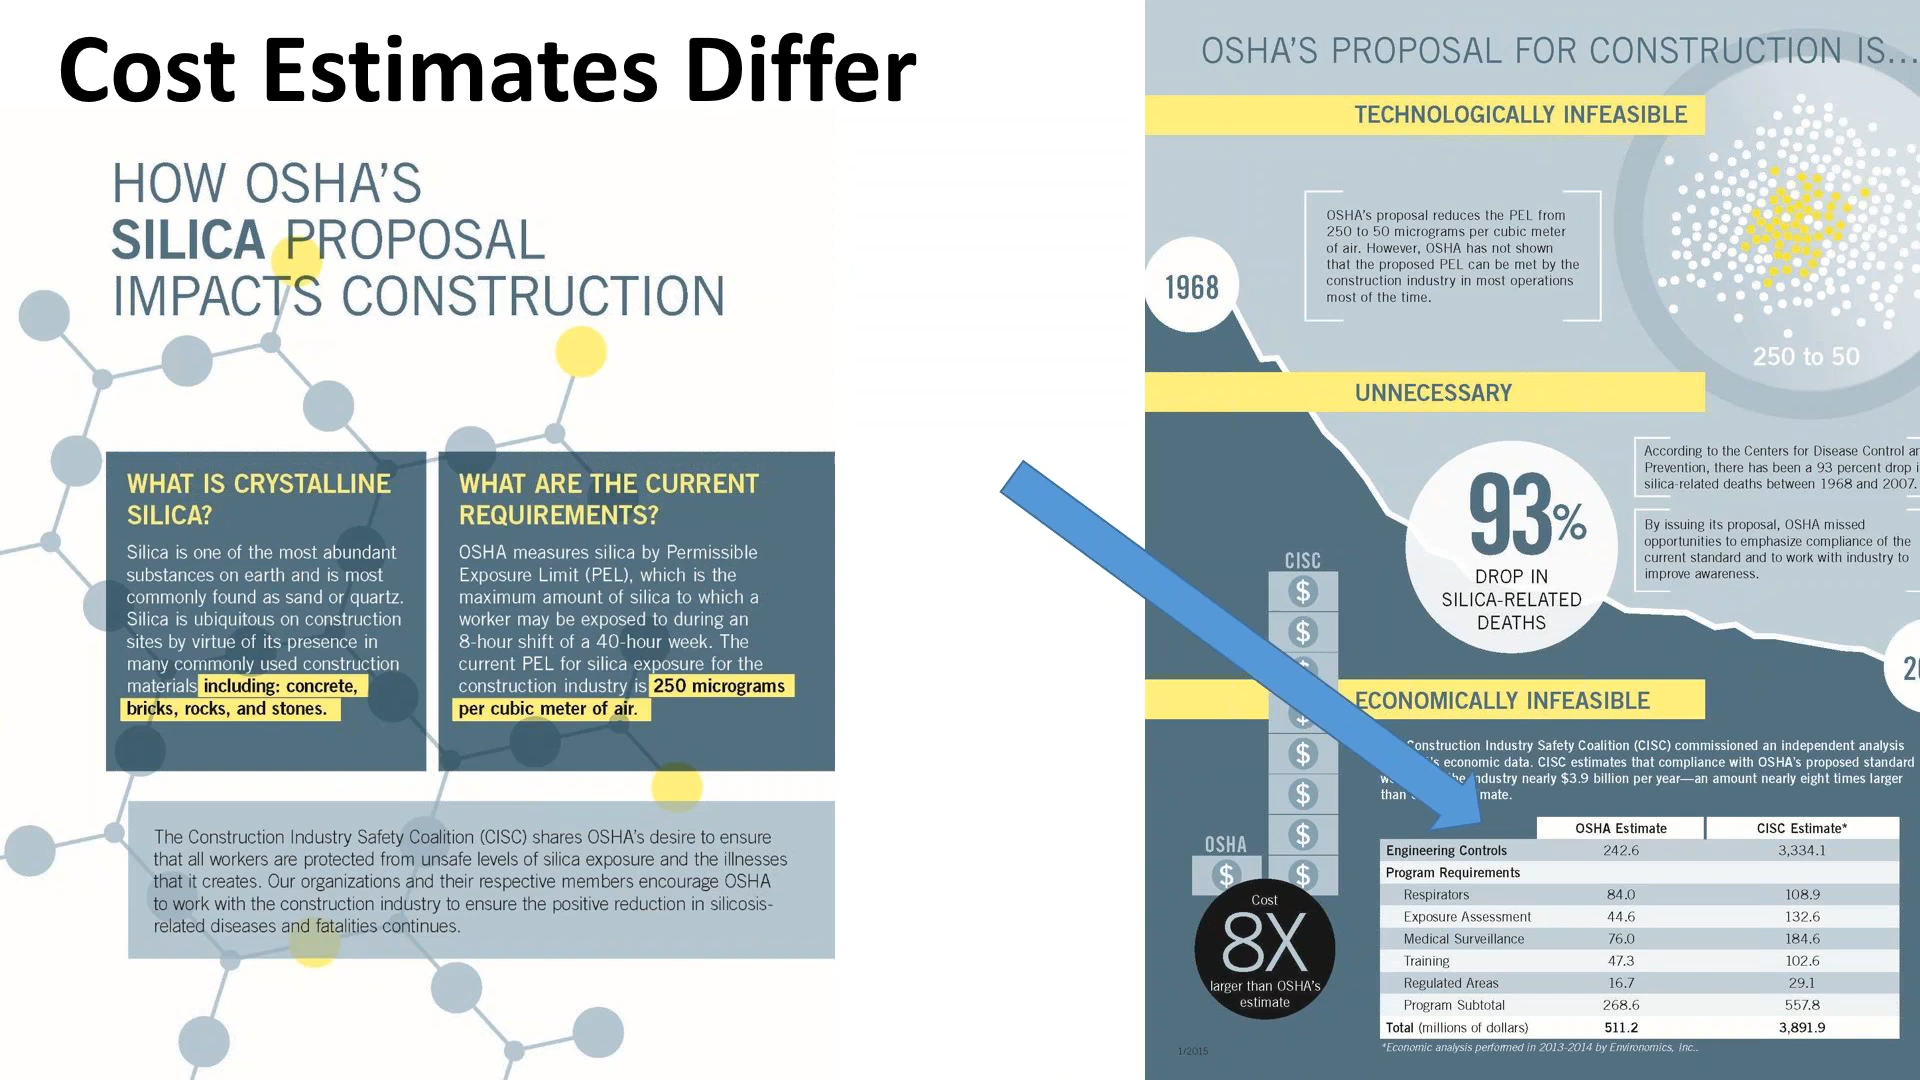 Cost Estimates Differ
HOW OSHA'S
SILICA PROPOSAL
IMPACTS CONSTRUCTION
WHAT IS CRYSTALLINE
SILICA?
Silica is one of the most abundant
substances on earth and is most
commonly found as sand or quartz.
Silica is ubiquitous on construction
sites by virtue of its presence in
many commonly used construction
materials including: concrete,
bricks, rocks, and stones.
WHAT ARE THE CURRENT
REQUIREMENTS?
OSHA measures silica by Permissible
Exposure Limit (PEL), which is the
maximum amount of silica to which a
worker may be exposed to during an
8-hour shift of a 40-hour week. The
current PEL for silica exposure for the
construction industry is 250 micrograms
per cubic meter of air.
The Construction Industry Safety Coalition (CISC) shares OSHA's desire to ensure
that all workers are protected from unsafe levels of silica exposure and the illnesses
that it creates. Our organizations and their respective members encourage OSHA
to work with the construction industry to ensure the positive reduction in silicosis-
related diseases and fatalities continues.
OSHA'S PROPOSAL FOR CONSTRUCTION IS...
TECHNOLOGICALLY INFEASIBLE
OSHA's proposal reduces the PEL from
250 to 50 micrograms per cubic meter
of air. However, OSHA has not shown
that the proposed PEL can be met by the
construction industry in most operations
most of the time.
1968
250 to 50
UNNECESSARY
93%
DROP IN
SILICA-RELATED
DEATHS
According to the Centers for Disease Control
Prevention, there has been a 93 percent drop
silica-related deaths between 1968 and 2007.
By issuing its proposal, OSHA missed
opportunities to emphasize compliance of the
current standard and to work with industry to
improve awareness.
CISC
$
$
$
$
$
$
OSHA
$ $
Cost
8X
larger than OSHA's
estimate
ECONOMICALLY INFEASIBLE
Construction Industry Safety Coalition (CISC) commissioned an independent analysis
economic data. CISC estimates that compliance with OSHA's proposed standard
industry nearly $3.9 billion per year—an amount nearly eight times larger
than
OSHA Estimate CISC Estimate*
Engineering Controls 242.6 3,334.1
Program Requirements
Respirators 84.0 108.9
Exposure Assessment 44.6 132.6
Medical Surveillance 76.0 184.6
Training 47.3 102.6
Regulated Areas 16.7 29.1
Program Subtotal 268.6 557.8
Total (millions of dollars) 511.2 3,891.9
*Economic analysis performed in 2013-2014 by Environomics, Inc..
1/2015